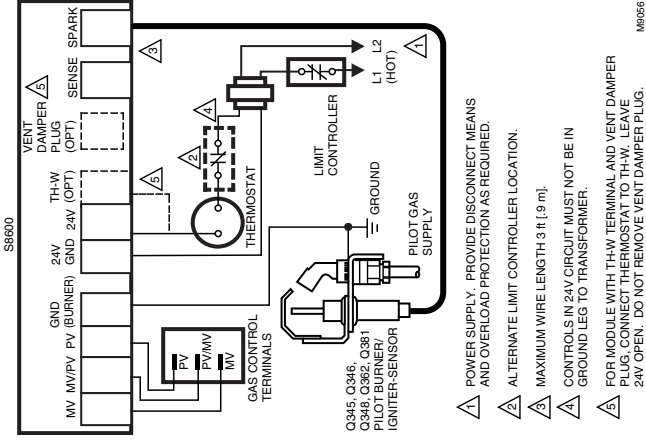 S8600
MV
MV/PV
PV
GND
(BURNER)
24V
GND
24V
TH-W
(OPT)
VENT
DAMPER
PLUG
(OPT)
5
SENSE
SPARK
3
5
PV
PV/MV
MV
GAS CONTROL
TERMINALS
THERMOSTAT
2
4
LIMIT
CONTROLLER
L2
L1
(HOT)
1
GROUND
PILOT GAS
SUPPLY
Q345, Q346,
Q348, Q362, Q381
PILOT BURNER/
IGNITER-SENSOR
1 POWER SUPPLY. PROVIDE DISCONNECT MEANS
AND OVERLOAD PROTECTION AS REQUIRED.
2 ALTERNATE LIMIT CONTROLLER LOCATION.
3 MAXIMUM WIRE LENGTH 3 ft [.9 m].
4 CONTROLS IN 24V CIRCUIT MUST NOT BE IN
GROUND LEG TO TRANSFORMER.
5 FOR MODULE WITH TH-W TERMINAL AND VENT DAMPER
PLUG, CONNECT THERMOSTAT TO TH-W. LEAVE
24V OPEN. DO NOT REMOVE VENT DAMPER PLUG.
M9056